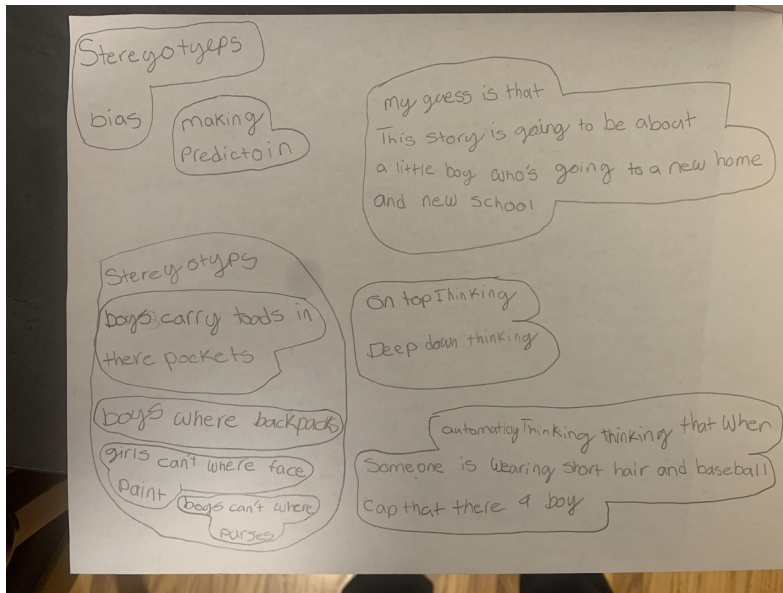 Stereyotyeps
bias
making
Predictoin
my guess is that
This story is going to be about
a little boy who's going to a new home
and new school
Stereyotyps
boys carry toads in
there pockets
boys where backpacks
girls can't where face
paint
boys can't where
purses
On top Thinking
Deep down thinking
automaticy Thinking thinking that When
Someone is wearing short hair and baseball
cap that there a boy